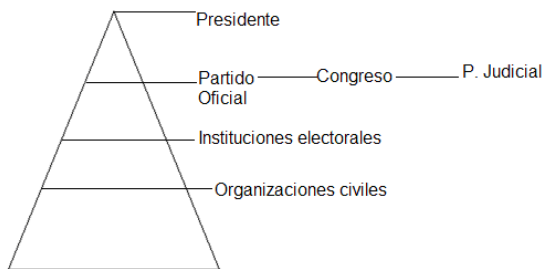 Presidente
Partido Congreso P. Judicial
Oficial
Instituciones electorales
Organizaciones civiles